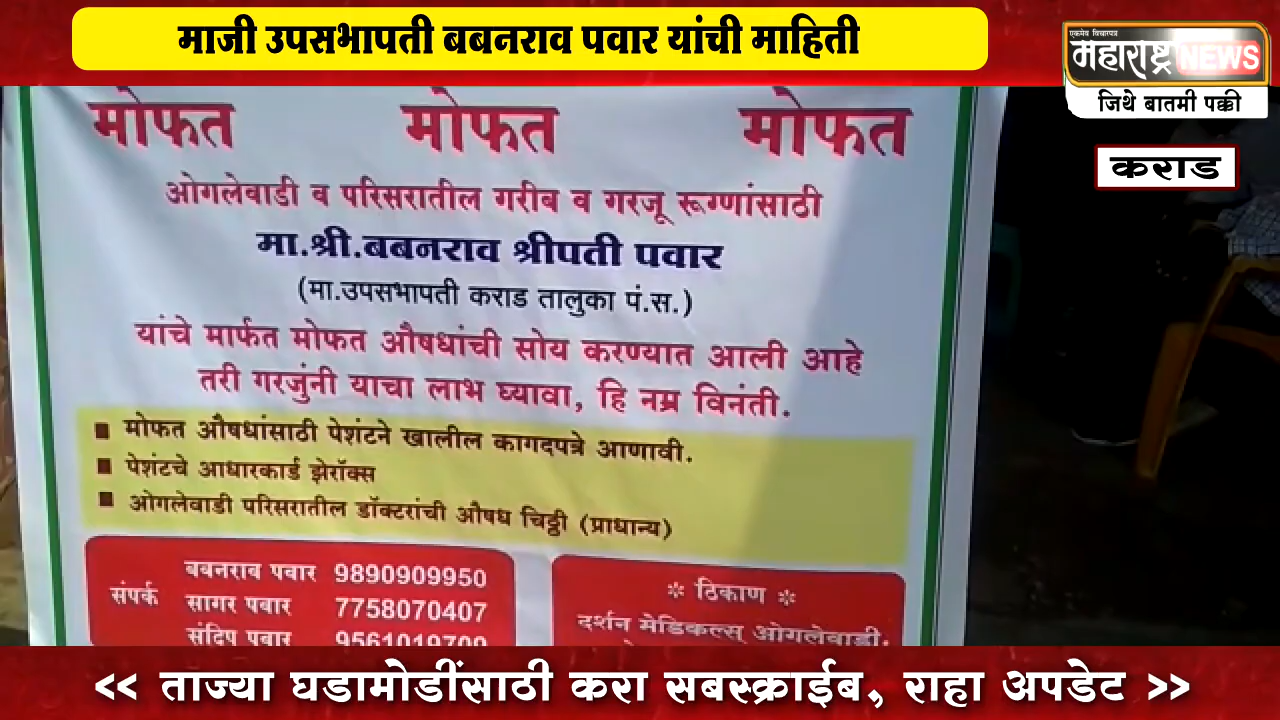 माजी उपसभापती बबनराव पवार यांची माहिती
एकमेव विचारपत्र
महाराष्ट्र NEWS
जिथे बातमी पक्की
कराड
मोफत मोफत मोफत
ओगलेवाडी व परिसरातील गरीब व गरजू रूग्णांसाठी
मा.श्री.बबनराव श्रीपती पवार
(मा.उपसभापती कराड तालुका पं.स.)
यांचे मार्फत मोफत औषधांची सोय करण्यात आली आहे
तरी गरजुंनी याचा लाभ घ्यावा, हि नम्र विनंती.
मोफत औषधांसाठी पेशंटने खालील कागदपत्रे आणावी.
पेशंटचे आधारकार्ड झेरॉक्स
ओगलेवाडी परिसरातील डॉक्टरांची औषध चिठ्ठी (प्राधान्य)
संपर्क
बबनराव पवार 9890909950
सागर पवार 7758070407
संदिप पवार 9561019700
* ठिकाण *
दर्शन मेडिकल्स् ओगलेवाडी.
<< ताज्या घडामोडींसाठी करा सबस्क्राईब, राहा अपडेट >>